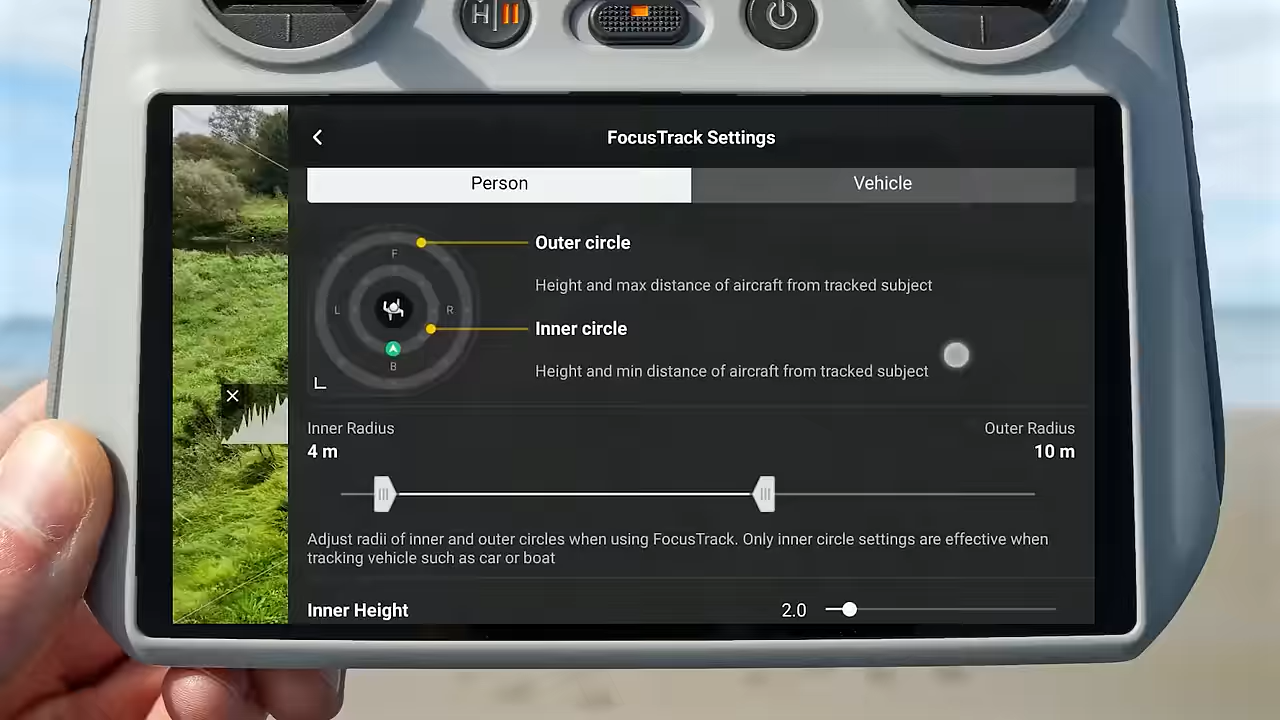 H
FocusTrack Settings
Person
Vehicle
Outer circle
Height and max distance of aircraft from tracked subject
Inner circle
Height and min distance of aircraft from tracked subject
F
L
R
B
Inner Radius
Outer Radius
4 m
10 m
Adjust radii of inner and outer circles when using FocusTrack. Only inner circle settings are effective when
tracking vehicle such as car or boat
Inner Height
2.0